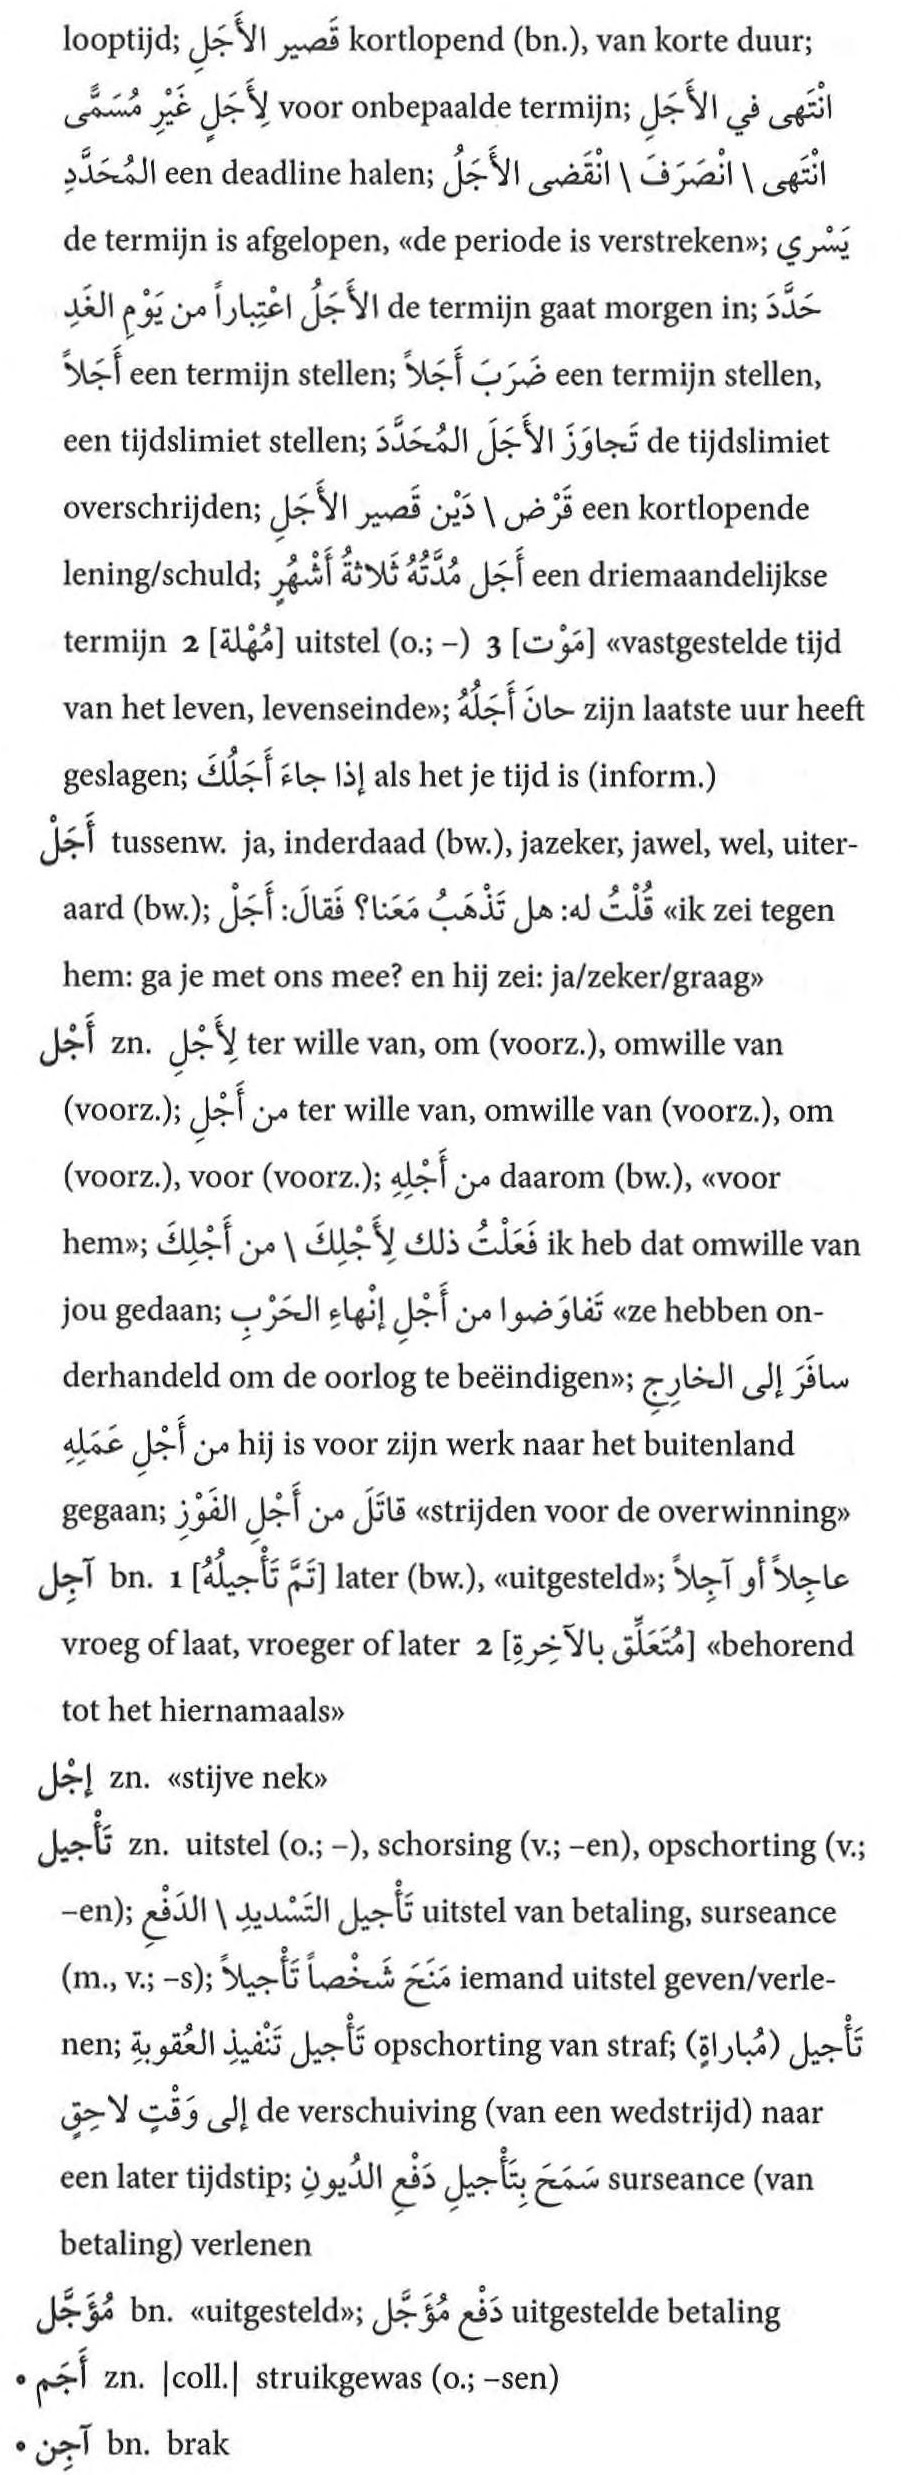 looptijd; قَصير الأَجَلِ kortlopend (bn.), van korte duur;
لِأَجَلٍ غَيْرِ مُسَمًّى voor onbepaalde termijn; انْتَهى في الأَجَلِ
المُحَدَّدِ een deadline halen; انْتَهى \ انْصَرَفَ \ انْقَضى الأَجَلُ
de termijn is afgelopen, «de periode is verstreken»; يَسْري
الأَجَلُ اعْتِباراً من يَوْمِ الغَدِ de termijn gaat morgen in; حَدَّدَ
أَجَلاً een termijn stellen; ضَرَبَ أَجَلاً een termijn stellen,
een tijdslimiet stellen; تَجاوَزَ الأَجَلَ المُحَدَّدَ de tijdslimiet
overschrijden; قَرْض \ دَيْن قَصير الأَجَلِ een kortlopende
lening/schuld; أَجَل مُدَّتُهُ ثَلاثةُ أَشْهُرٍ een driemaandelijkse
termijn 2 [مُهْلة] uitstel (o.; –) 3 [مَوْت] «vastgestelde tijd
van het leven, levenseinde»; حانَ أَجَلُهُ zijn laatste uur heeft
geslagen; إذا جاءَ أَجَلُكَ als het je tijd is (inform.)
أَجَلْ tussenw. ja, inderdaad (bw.), jazeker, jawel, wel, uiter-
aard (bw.); قُلْتُ له: هل تَذْهَبُ مَعَنا؟ فَقالَ: أَجَلْ «ik zei tegen
hem: ga je met ons mee? en hij zei: ja/zeker/graag»
أَجْل zn. لِأَجْلِ ter wille van, om (voorz.), omwille van
(voorz.); من أَجْلِ ter wille van, omwille van (voorz.), om
(voorz.), voor (voorz.); من أَجْلِهِ daarom (bw.), «voor
hem»; فَعَلْتُ ذلك لِأَجْلِكَ \ من أَجْلِكَ ik heb dat omwille van
jou gedaan; تَفاوَضوا من أَجْلِ إنْهاءِ الحَرْبِ «ze hebben on-
derhandeld om de oorlog te beëindigen»; سافَرَ إلى الخارِجِ
من أَجْلِ عَمَلِهِ hij is voor zijn werk naar het buitenland
gegaan; قاتَلَ من أَجْلِ الفَوْزِ «strijden voor de overwinning»
آجِل bn. 1 [تَمَّ تَأْجيلُهُ] later (bw.), «uitgesteld»; عاجِلاً أو آجِلاً
vroeg of laat, vroeger of later 2 [مُتَعَلِّق بالآخِرةِ] «behorend
tot het hiernamaals»
إجْل zn. «stijve nek»
تَأْجيل zn. uitstel (o.; –), schorsing (v.; –en), opschorting (v.;
–en); تَأْجيل التَسْديدِ \ الدَفْعِ uitstel van betaling, surseance
(m., v.; –s); مَنَحَ شَخْصاً تَأْجيلاً iemand uitstel geven/verle-
nen; تَأْجيل تَنْفيذِ العُقوبةِ opschorting van straf; تَأْجيل (مُباراةٍ)
إلى وَقْتٍ لاحِقٍ de verschuiving (van een wedstrijd) naar
een later tijdstip; سَمَحَ بِتَأْجيلِ دَفْعِ الدُيونِ surseance (van
betaling) verlenen
مُؤَجَّل bn. «uitgesteld»; دَفْع مُؤَجَّل uitgestelde betaling
• أَجَم zn. |coll.| struikgewas (o.; –sen)
• آجِن bn. brak